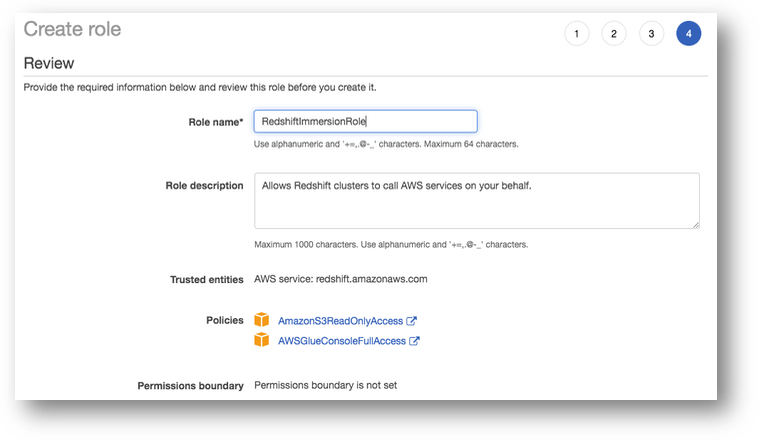 Create role
1 2 3 4
Review
Provide the required information below and review this role before you create it.
Role name* RedshiftImmersionRole
Use alphanumeric and '+=,.@-_' characters. Maximum 64 characters.
Role description Allows Redshift clusters to call AWS services on your behalf.
Maximum 1000 characters. Use alphanumeric and '+=,.@-_' characters.
Trusted entities AWS service: redshift.amazonaws.com
Policies AmazonS3ReadOnlyAccess
AWSGlueConsoleFullAccess
Permissions boundary Permissions boundary is not set